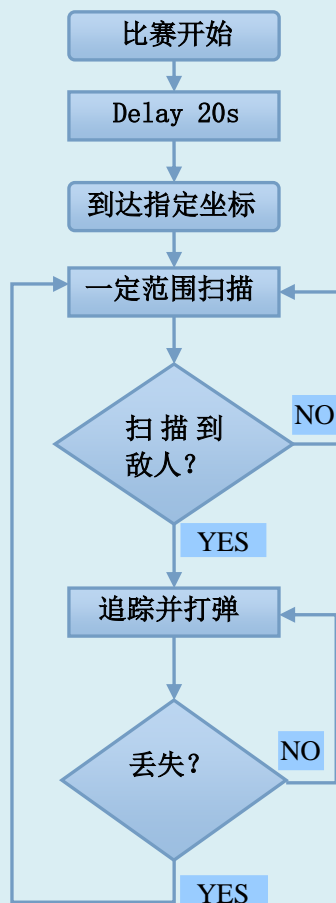 比赛开始
Delay 20s
到达指定坐标
一定范围扫描
扫描到
敌人？
NO
YES
追踪并打弹
丢失？
NO
YES